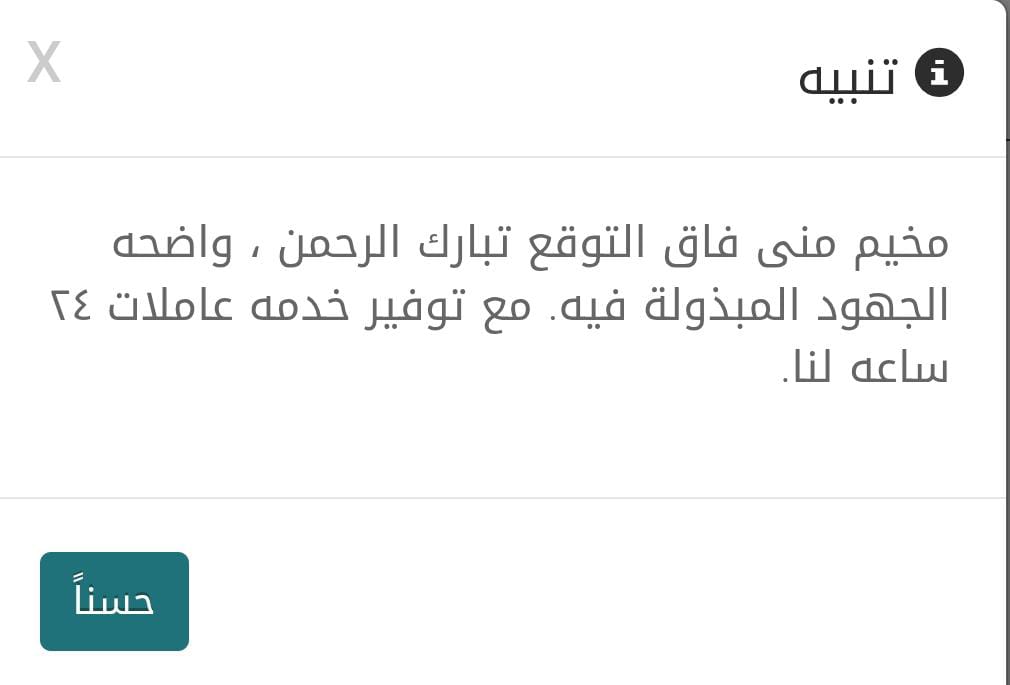 تنبيه
X
مخيم منى فاق التوقع تبارك الرحمن ، واضحه
الجهود المبذولة فيه. مع توفير خدمه عاملات ٢٤
ساعه لنا.
حسناً